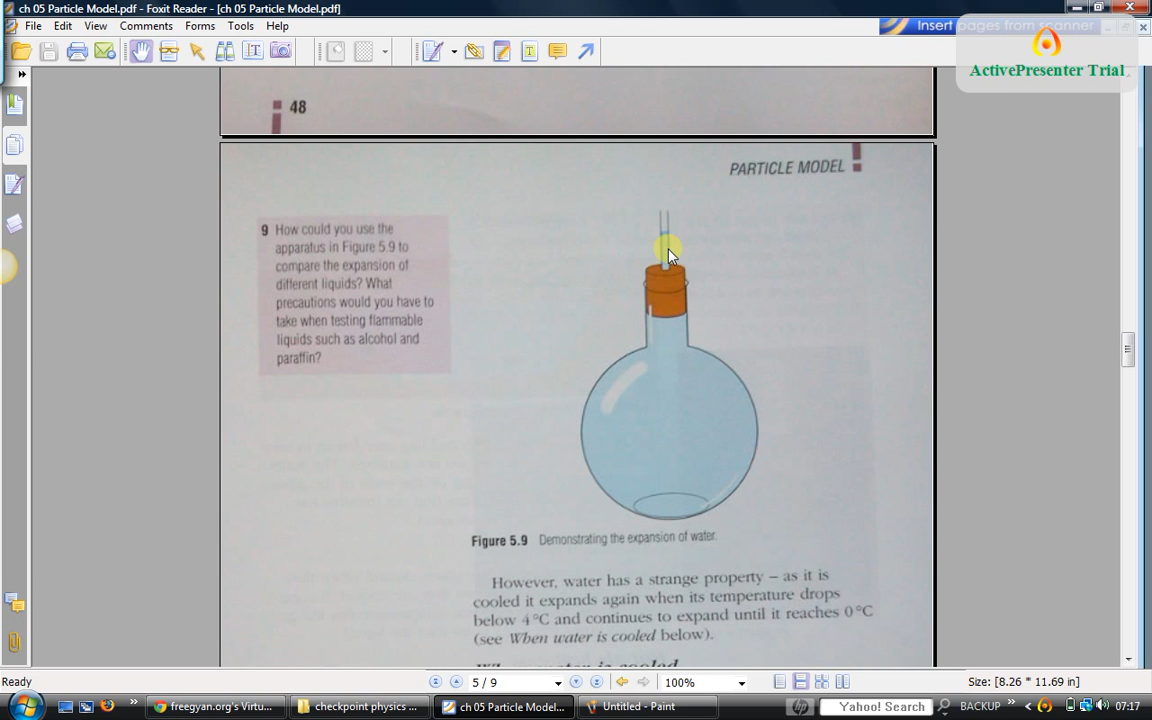 ch 05 Particle Model.pdf - Foxit Reader - [ch 05 Particle Model.pdf]
File Edit View Comments Forms Tools Help
Insert pages from scanner
ActivePresenter Trial
48
PARTICLE MODEL
9 How could you use the
apparatus in Figure 5.9 to
compare the expansion of
different liquids? What
precautions would you have to
take when testing flammable
liquids such as alcohol and
paraffin?
Figure 5.9 Demonstrating the expansion of water.
However, water has a strange property – as it is
cooled it expands again when its temperature drops
below 4 °C and continues to expand until it reaches 0 °C
(see When water is cooled below).
When water is cooled
Ready
5 / 9
100%
Size: [8.26 * 11.69 in]
freegyan.org's Virtu...
checkpoint physics ...
ch 05 Particle Model...
Untitled - Paint
hp
Yahoo! Search
BACKUP
07:17